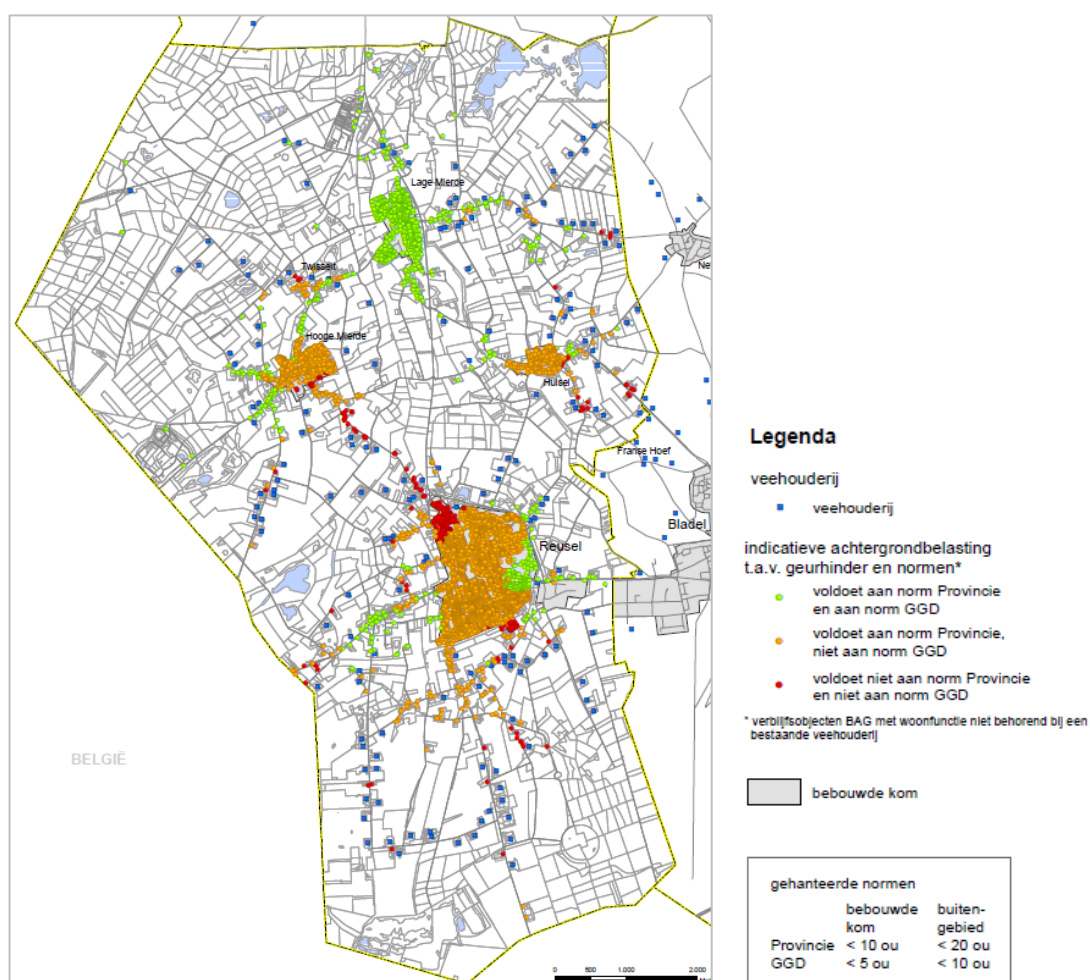 Lage Mierde
Twisselt
Ne
Hooge Mierde
Hulsel
Franse Hoef
Bladel
Reusel
BELGIË
0 500 1.000 2.000
Legenda
veehouderij
veehouderij
indicatieve achtergrondbelasting
t.a.v. geurhinder en normen*
voldoet aan norm Provincie
en aan norm GGD
voldoet aan norm Provincie,
niet aan norm GGD
voldoet niet aan norm Provincie
en niet aan norm GGD
* verblijfsobjecten BAG met woonfunctie niet behorend bij een
bestaande veehouderij
bebouwde kom
gehanteerde normen
bebouwde buiten-
kom gebied
Provincie < 10 ou < 20 ou
GGD < 5 ou < 10 ou